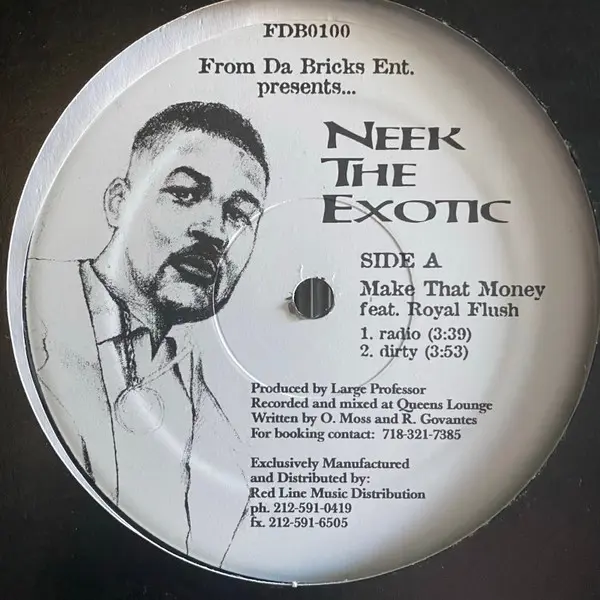 FDB0100
From Da Bricks Ent.
presents...
NEEK
THE
EXOTIC
SIDE A
Make That Money
feat. Royal Flush
1. radio (3:39)
2. dirty (3:53)
Produced by Large Professor
Recorded and mixed at Queens Lounge
Written by O. Moss and R. Govantes
For booking contact: 718-321-7385
Exclusively Manufactured
and Distributed by:
Red Line Music Distribution
ph. 212-591-0419
fx. 212-591-6505